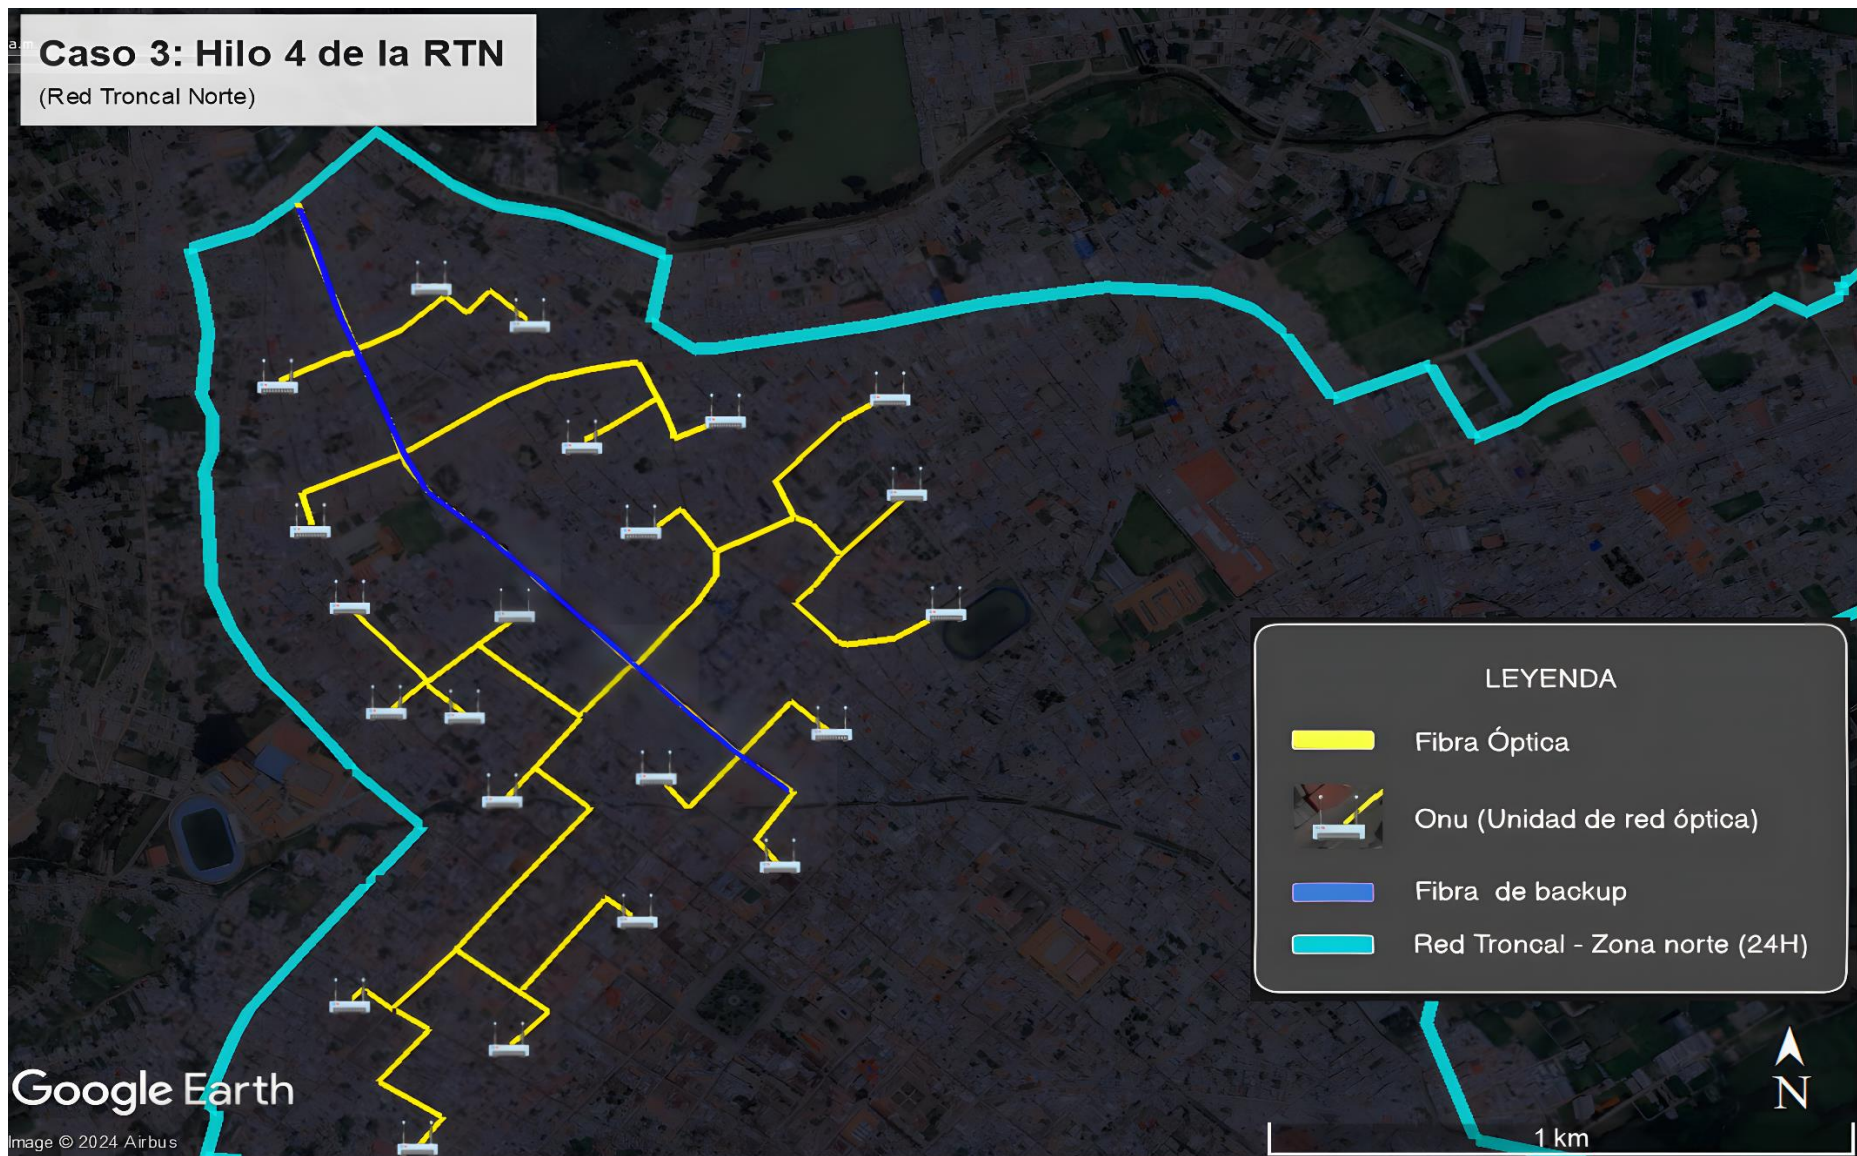 Caso 3: Hilo 4 de la RTN
(Red Troncal Norte)
LEYENDA
Fibra Óptica
Onu (Unidad de red óptica)
Fibra de backup
Red Troncal - Zona norte (24H)
N
Google Earth
Image © 2024 Airbus
1 km